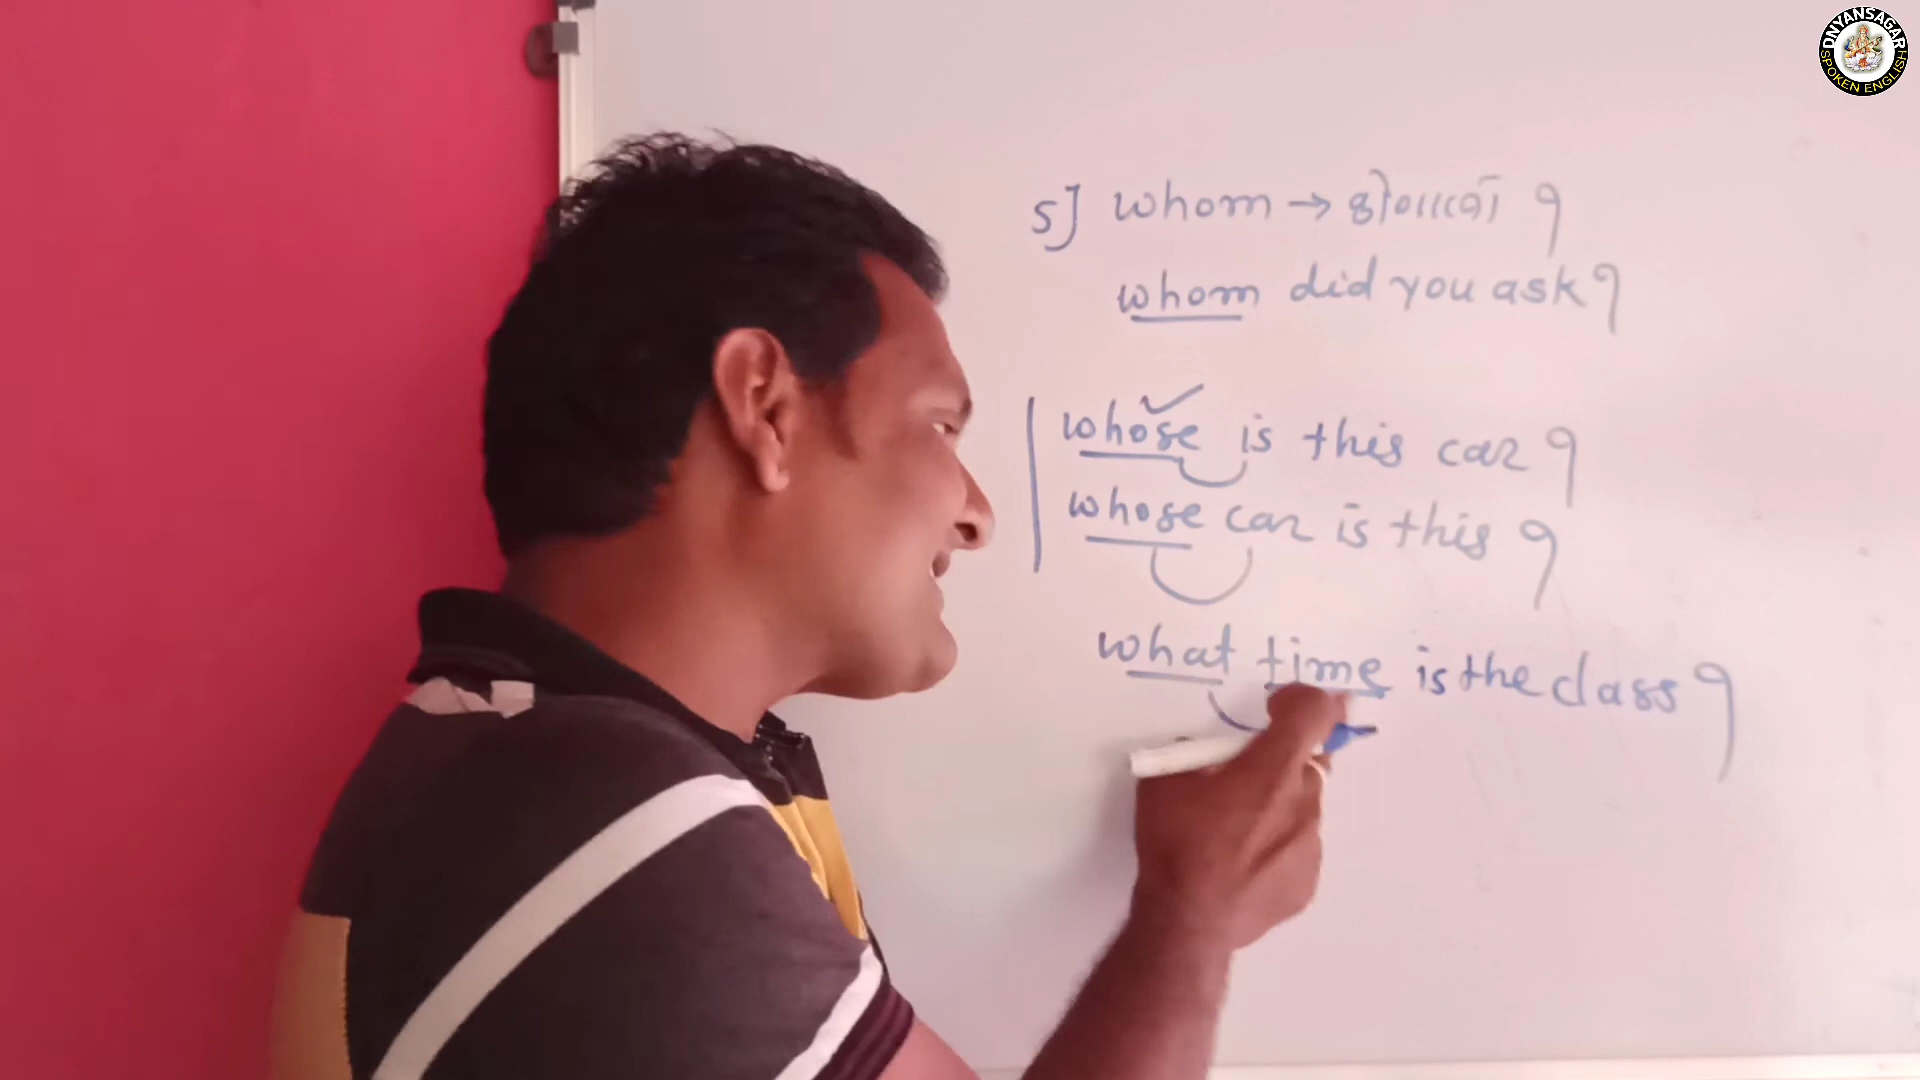 DNYANSAGAR
SPOKEN ENGLISH
5] whom →
whom did you ask?
whose is this car?
whose car is this?
what time is the class?